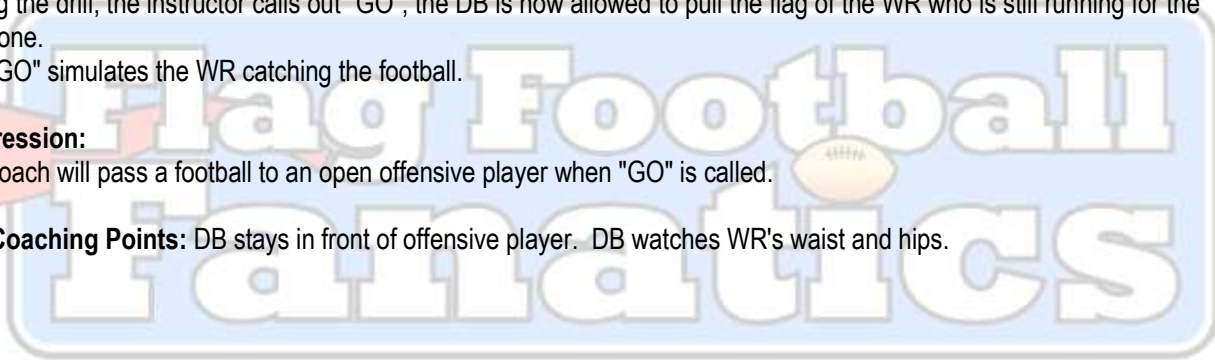 g the drill, the instructor calls out "GO", the DB is now allowed to pull the flag of the WR who is still running for the
one.
GO" simulates the WR catching the football.
ression:
oach will pass a football to an open offensive player when "GO" is called.
Coaching Points: DB stays in front of offensive player. DB watches WR's waist and hips.
Flag Football
Fanatics